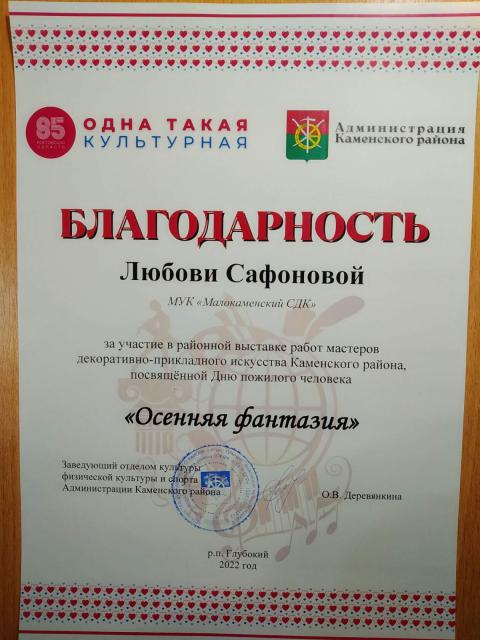 85
ОДНА ТАКАЯ
КУЛЬТУРНАЯ
Администрация
Каменского района
БЛАГОДАРНОСТЬ
Любови Сафоновой
МУК «Малокаменский СДК»
за участие в районной выставке работ мастеров
декоративно-прикладного искусства Каменского района,
посвящённой Дню пожилого человека
«Осенняя фантазия»
Заведующий отделом культуры
физической культуры и спорта
Администрации Каменского района
О.В. Деревянкина
р.п. Глубокий
2022 год